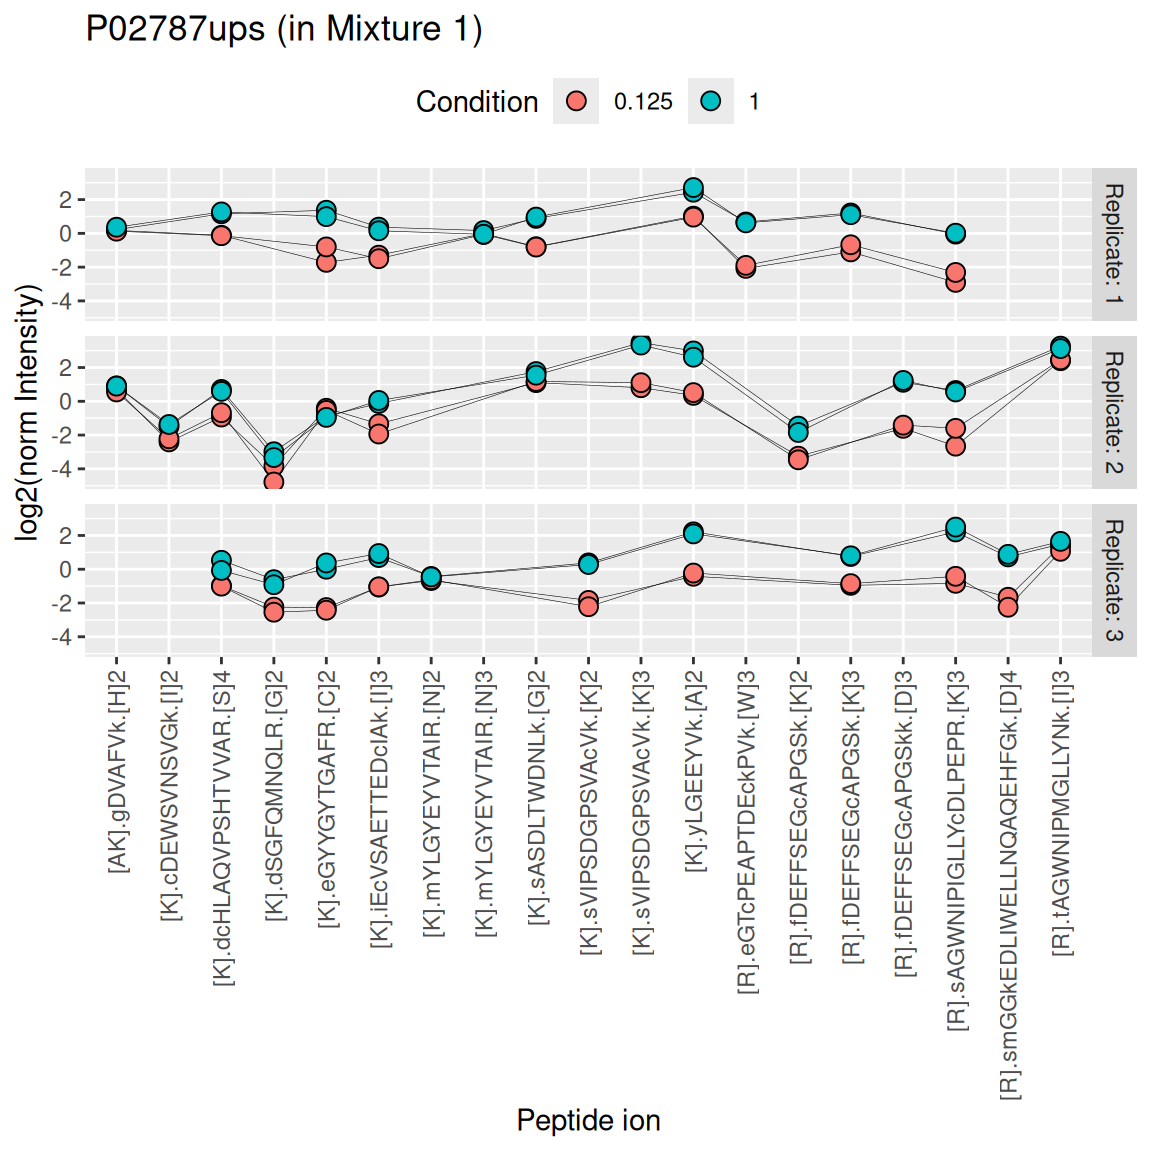 P02787ups (in Mixture 1)
Condition 0.125 1
log2(norm Intensity)
2
0
-2
-4
Replicate: 1
2
0
-2
-4
Replicate: 2
2
0
-2
-4
Replicate: 3
[AK].gDVAFVk.[H]2
[K].cDEWSVNSVGk.[I]2
[K].dcHLAQVPSHTVVAR.[S]4
[K].dSGFQMNQLR.[G]2
[K].eGYYGYTGAFR.[C]2
[K].iEcVSAETTEDcIAk.[I]3
[K].mYLGYEYVTAIR.[N]2
[K].mYLGYEYVTAIR.[N]3
[K].sASDLTWDNLk.[G]2
[K].sVIPSDGPSVAcVk.[K]2
[K].sVIPSDGPSVAcVk.[K]3
[K].yLGEEYVk.[A]2
[R].eGTcPEAPTDEckPVk.[W]3
[R].fDEFFSEGcAPGSk.[K]2
[R].fDEFFSEGcAPGSk.[K]3
[R].fDEFFSEGcAPGSkk.[D]3
[R].sAGWNIPIGLLYcDLPEPR.[K]3
[R].smGGkEDLIWELLNQAQEHFGk.[D]4
[R].tAGWNIPMGLLYNk.[I]3
Peptide ion